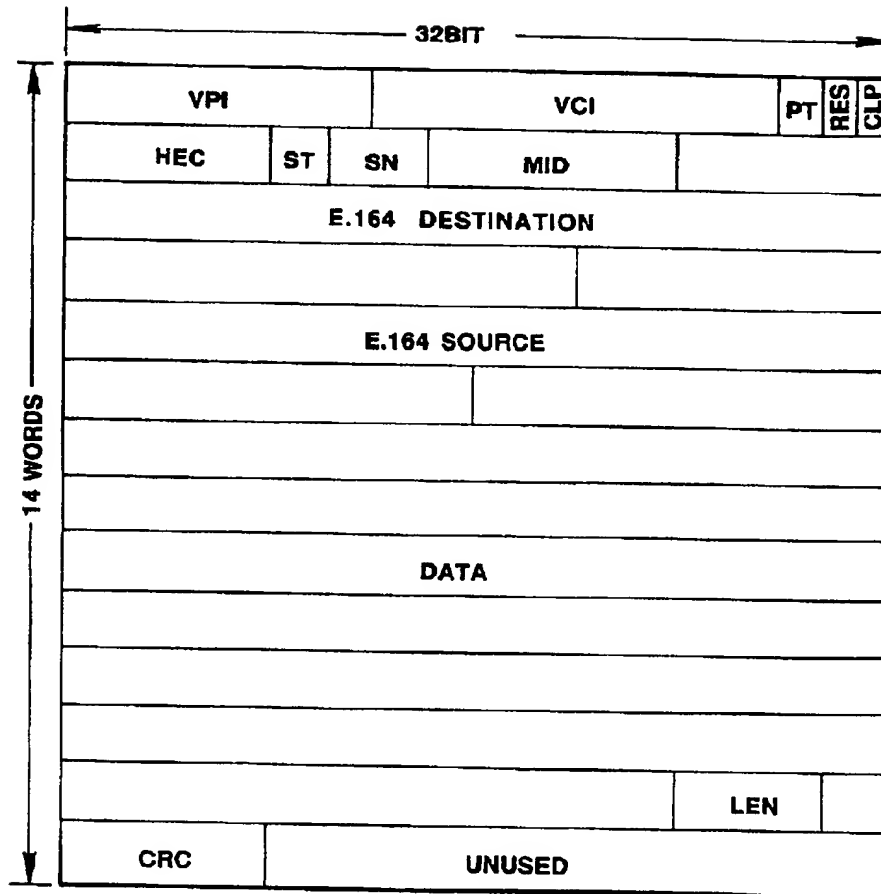 32BIT
VPI VCI PT RES CLP
HEC ST SN MID
E.164 DESTINATION
E.164 SOURCE
14 WORDS
DATA
LEN
CRC UNUSED